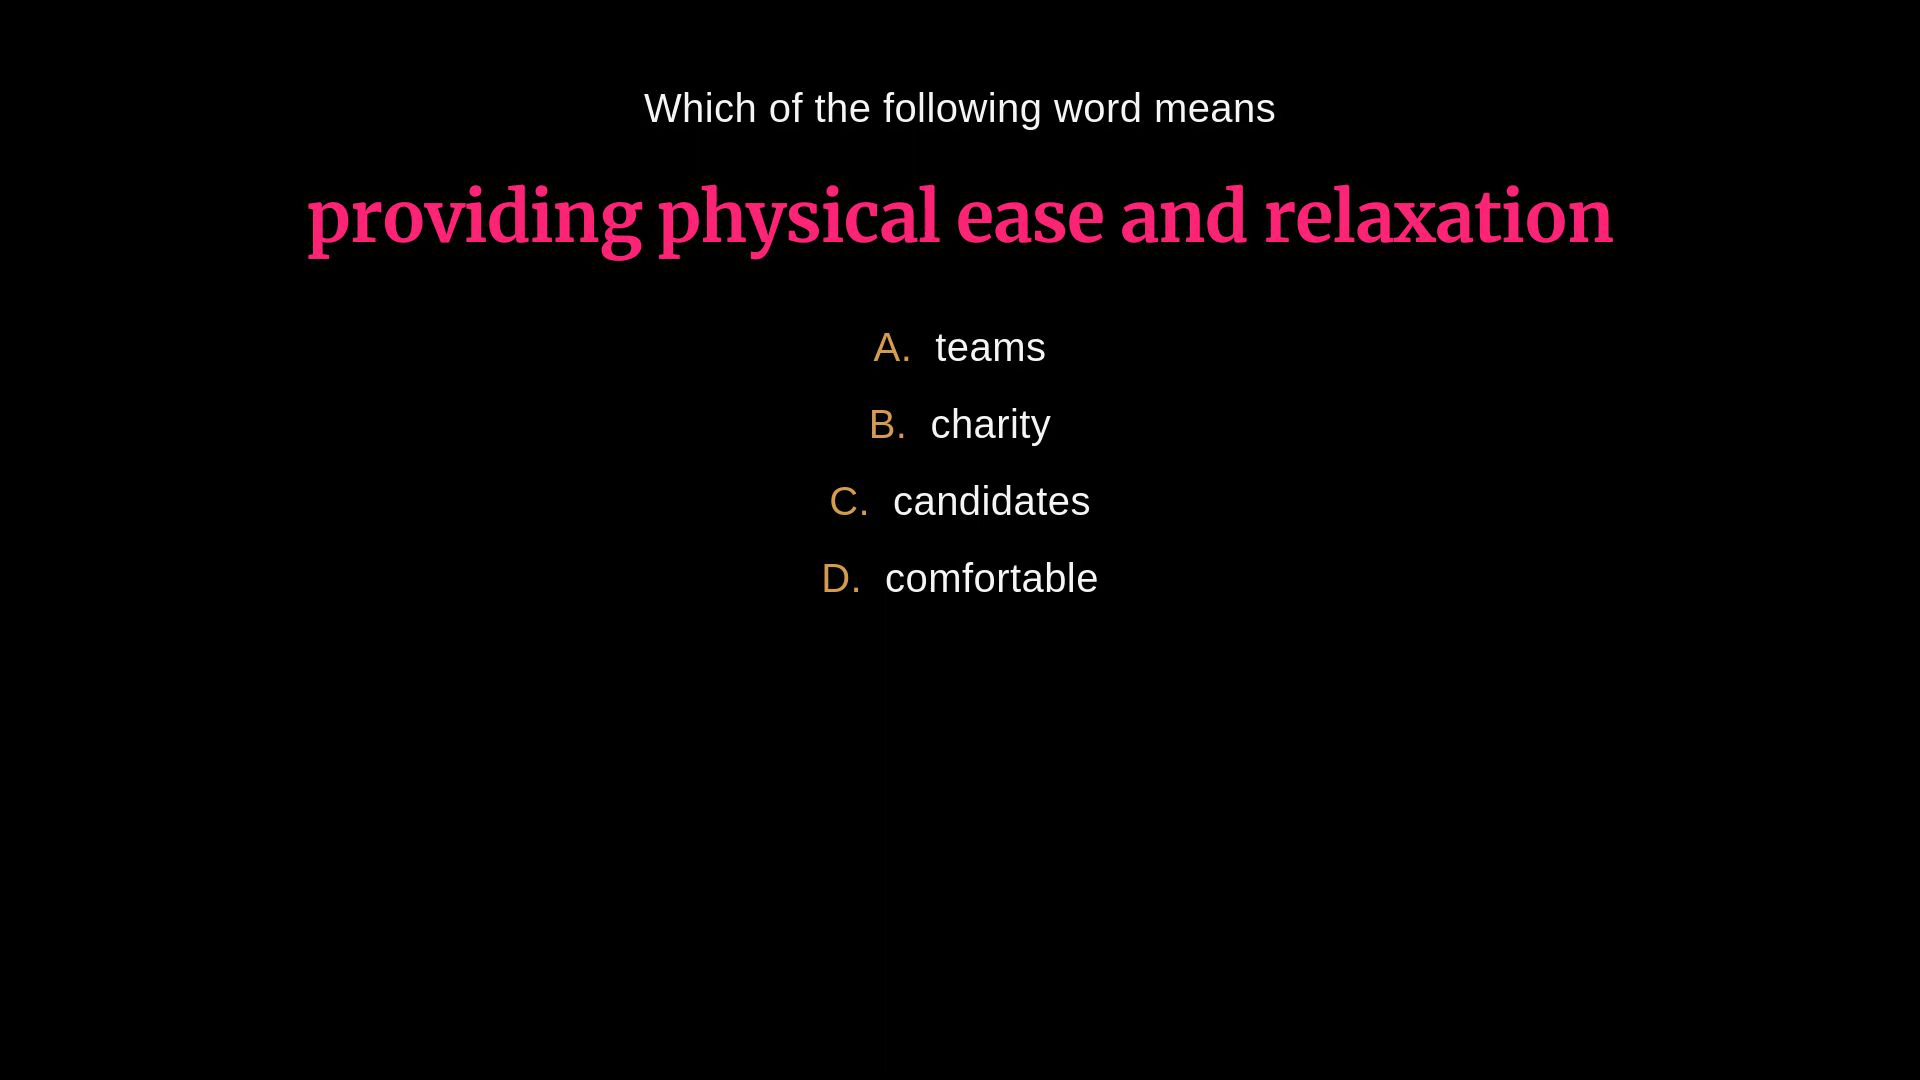 Which of the following word means
providing physical ease and relaxation
A. teams
B. charity
C. candidates
D. comfortable